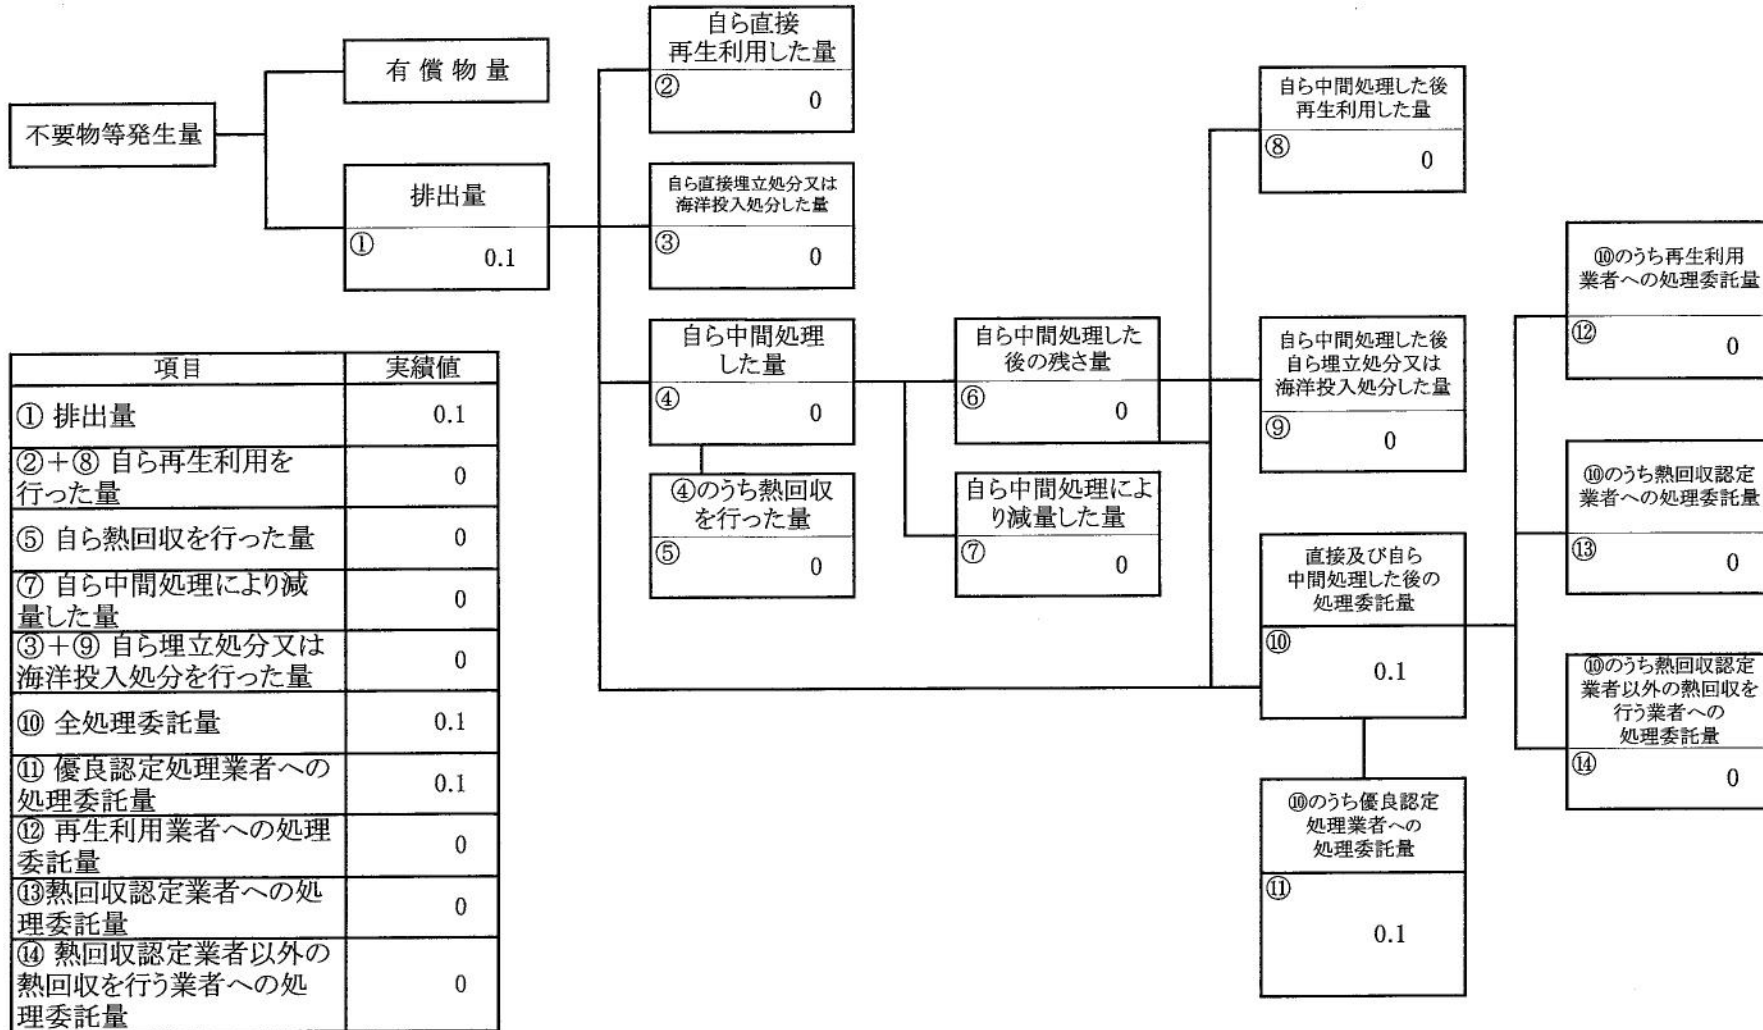 不要物等発生量
有償物量
排出量
① 0.1
自ら直接
再生利用した量
② 0
自ら直接埋立処分又は
海洋投入処分した量
③ 0
自ら中間処理
した量
④ 0
④のうち熱回収
を行った量
⑤ 0
自ら中間処理した
後の残さ量
⑥ 0
自ら中間処理によ
り減量した量
⑦ 0
自ら中間処理した後
再生利用した量
⑧ 0
自ら中間処理した後
自ら埋立処分又は
海洋投入処分した量
⑨ 0
直接及び自ら
中間処理した後の
処理委託量
⑩ 0.1
⑩のうち優良認定
処理業者への
処理委託量
⑪ 0.1
⑩のうち再生利用
業者への処理委託量
⑫ 0
⑩のうち熱回収認定
業者への処理委託量
⑬ 0
⑩のうち熱回収認定
業者以外の熱回収を
行う業者への
処理委託量
⑭ 0
項目 実績値
① 排出量 0.1
②+⑧ 自ら再生利用を
行った量 0
⑤ 自ら熱回収を行った量 0
⑦ 自ら中間処理により減
量した量 0
③+⑨ 自ら埋立処分又は
海洋投入処分を行った量 0
⑩ 全処理委託量 0.1
⑪ 優良認定処理業者への
処理委託量 0.1
⑫ 再生利用業者への処理
委託量 0
⑬熱回収認定業者への処
理委託量 0
⑭ 熱回収認定業者以外の
熱回収を行う業者への処
理委託量 0